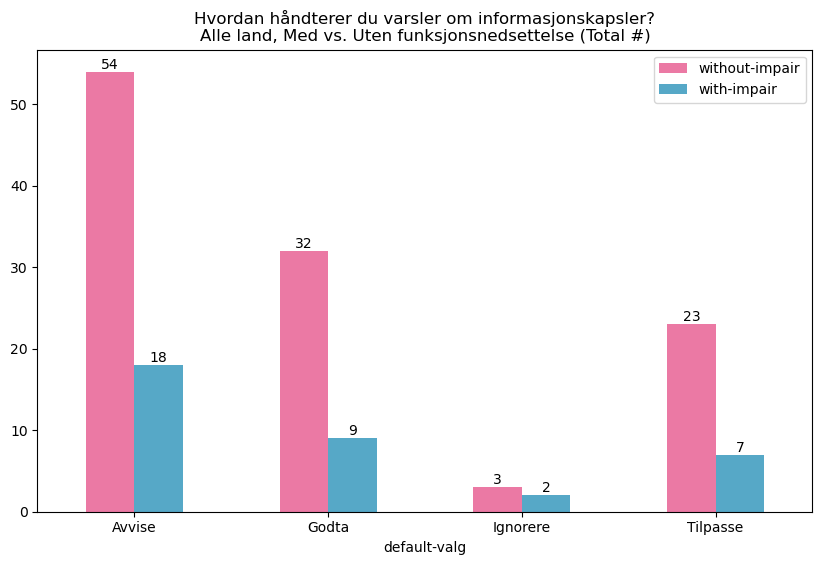 Hvordan håndterer du varsler om informasjonskapsler?
Alle land, Med vs. Uten funksjonsnedsettelse (Total #)
without-impair
with-impair
54
18
32
9
3
2
23
7
50
40
30
20
10
0
Avvise
Godta
Ignorere
Tilpasse
default-valg